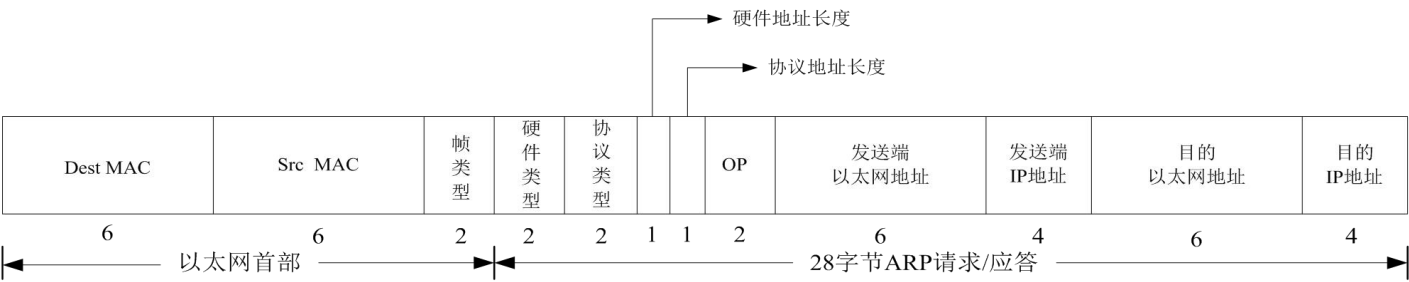 硬件地址长度
协议地址长度
Dest MAC
Src MAC
帧
类
型
硬
件
类
型
协
议
类
型
OP
发送端
以太网地址
发送端
IP地址
目的
以太网地址
目的
IP地址
6
6
2
2
2
1
1
2
6
4
6
4
以太网首部
28字节ARP请求/应答